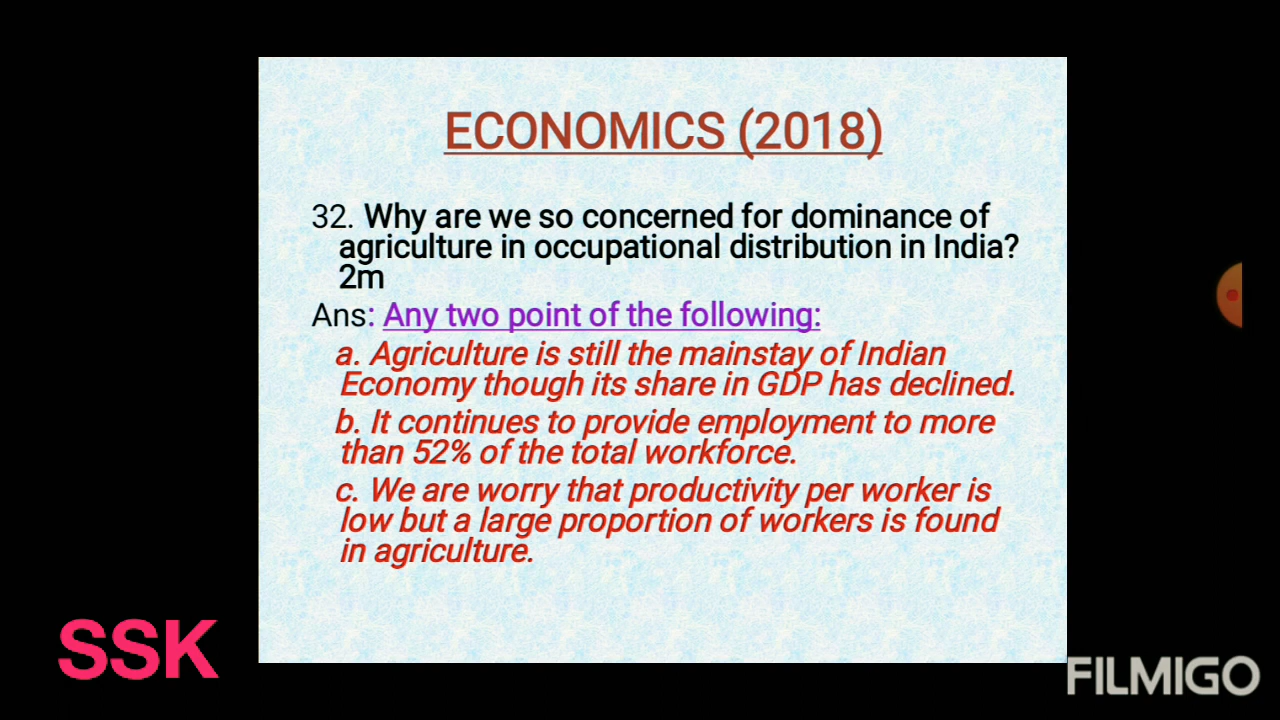 ECONOMICS (2018)
32. Why are we so concerned for dominance of
agriculture in occupational distribution in India?
2m
Ans: Any two point of the following:
a. Agriculture is still the mainstay of Indian
Economy though its share in GDP has declined.
b. It continues to provide employment to more
than 52% of the total workforce.
c. We are worry that productivity per worker is
low but a large proportion of workers is found
in agriculture.
SSK
FILMIGO